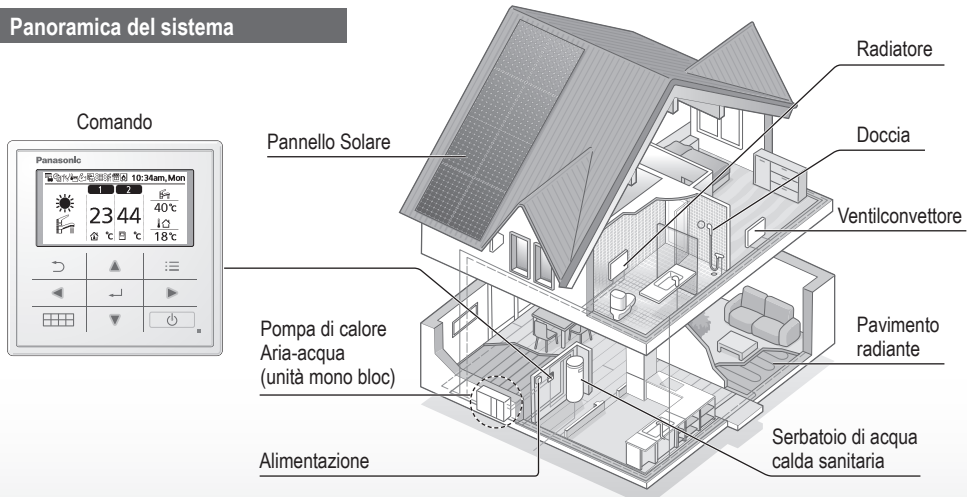 Panoramica del sistema
Comando
Panasonic
10:34am, Mon
1 2
23 44
°C °C
40°C
18°C
Pannello Solare
Radiatore
Doccia
Ventilconvettore
Pompa di calore
Aria-acqua
(unità mono bloc)
Pavimento
radiante
Alimentazione
Serbatoio di acqua
calda sanitaria